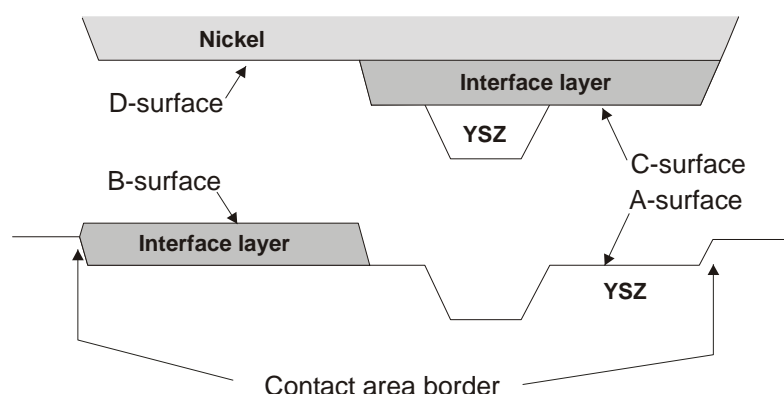 Nickel
Interface layer
D-surface
YSZ
C-surface
B-surface
A-surface
Interface layer
YSZ
Contact area border